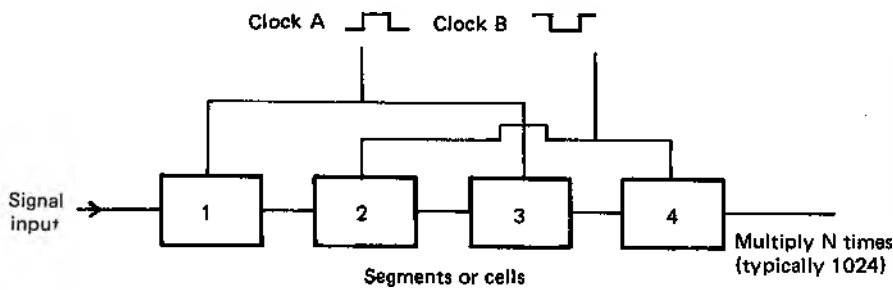 Clock A
Clock B
Signal
input
1
2
3
4
Multiply N times
(typically 1024)
Segments or cells